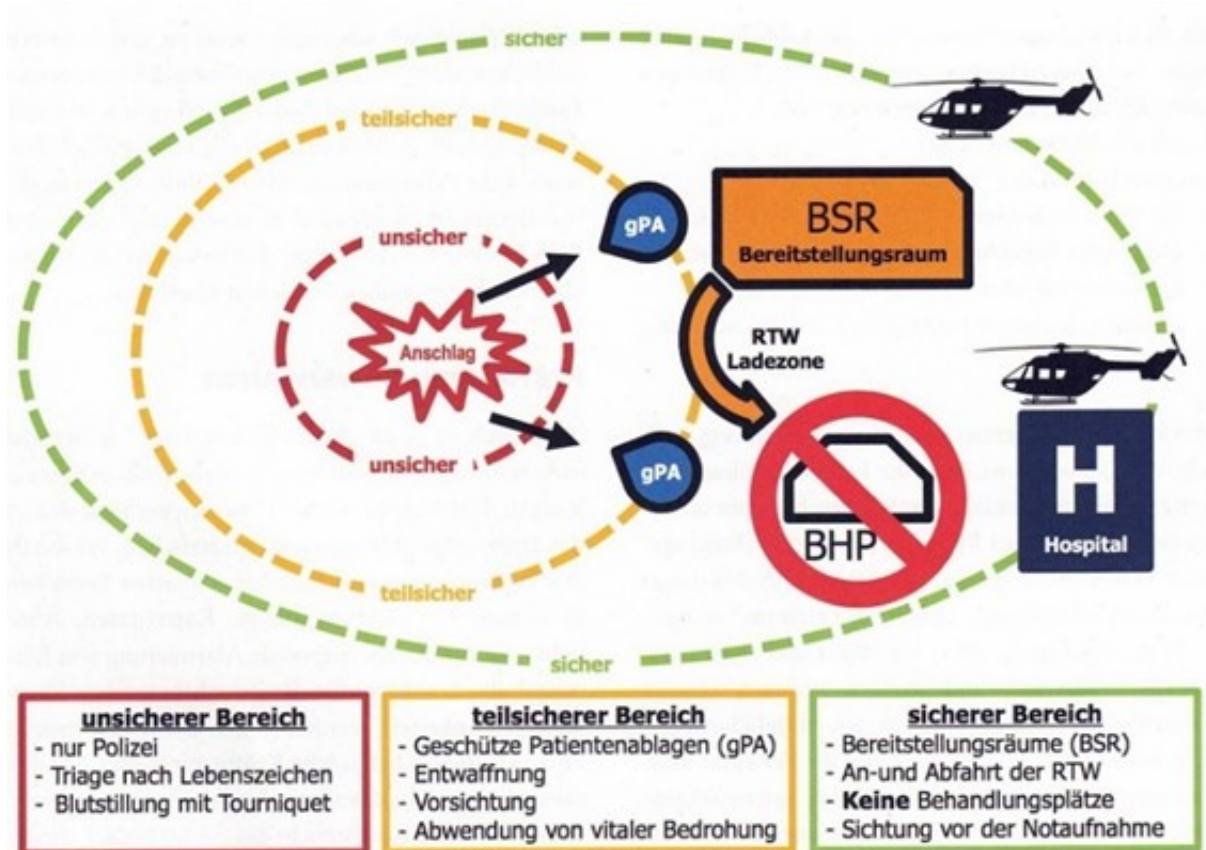 sicher
teilsicher
gPA
BSR
Bereitstellungsraum
unsicher
Anschlag
RTW
Ladezone
unsicher
gPA
BHP
H
Hospital
teilsicher
sicher
unsicherer Bereich
- nur Polizei
- Triage nach Lebenszeichen
- Blutstillung mit Tourniquet
teilsicherer Bereich
- Geschütze Patientenablagen (gPA)
- Entwaffnung
- Vorsichtung
- Abwendung von vitaler Bedrohung
sicherer Bereich
- Bereitstellungsräume (BSR)
- An-und Abfahrt der RTW
- Keine Behandlungsplätze
- Sichtung vor der Notaufnahme